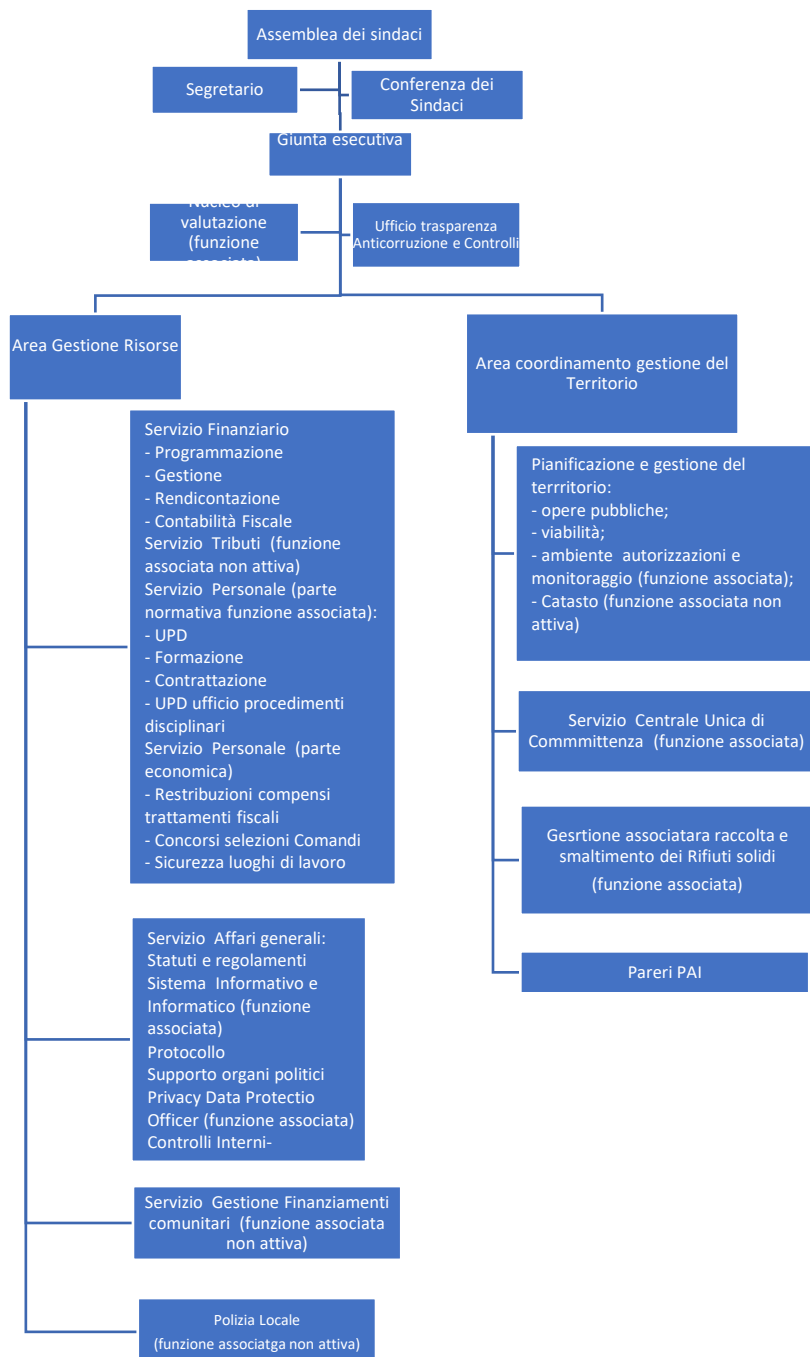 Assemblea dei sindaci
Segretario
Conferenza dei
Sindaci
Giunta esecutiva
Nucleo di
valutazione
(funzione
associata)
Ufficio trasparenza
Anticorruzione e Controlli
Area Gestione Risorse
Area coordinamento gestione del
Territorio
Servizio Finanziario
- Programmazione
- Gestione
- Rendicontazione
- Contabilità Fiscale
Servizio Tributi (funzione
associata non attiva)
Servizio Personale (parte
normativa funzione associata):
- UPD
- Formazione
- Contrattazione
- UPD ufficio procedimenti
disciplinari
Servizio Personale (parte
economica)
- Restribuzioni compensi
trattamenti fiscali
- Concorsi selezioni Comandi
- Sicurezza luoghi di lavoro
Servizio Affari generali:
Statuti e regolamenti
Sistema Informativo e
Informatico (funzione
associata)
Protocollo
Supporto organi politici
Privacy Data Protectio
Officer (funzione associata)
Controlli Interni-
Servizio Gestione Finanziamenti
comunitari (funzione associata
non attiva)
Polizia Locale
(funzione associatga non attiva)
Pianificazione e gestione del
terrritorio:
- opere pubbliche;
- viabilità;
- ambiente autorizzazioni e
monitoraggio (funzione associata);
- Catasto (funzione associata non
attiva)
Servizio Centrale Unica di
Commmittenza (funzione associata)
Gesrtione associatara raccolta e
smaltimento dei Rifiuti solidi
(funzione associata)
Pareri PAI